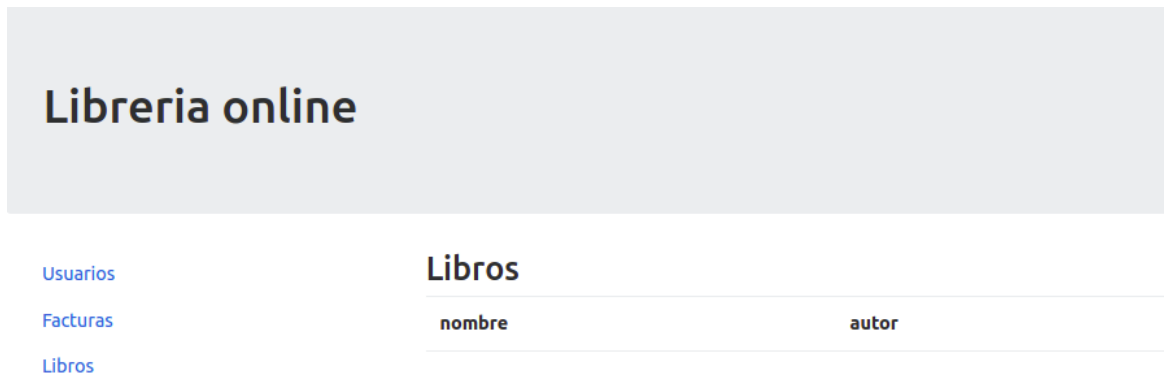 Libreria online
Usuarios
Facturas
Libros
Libros
nombre autor